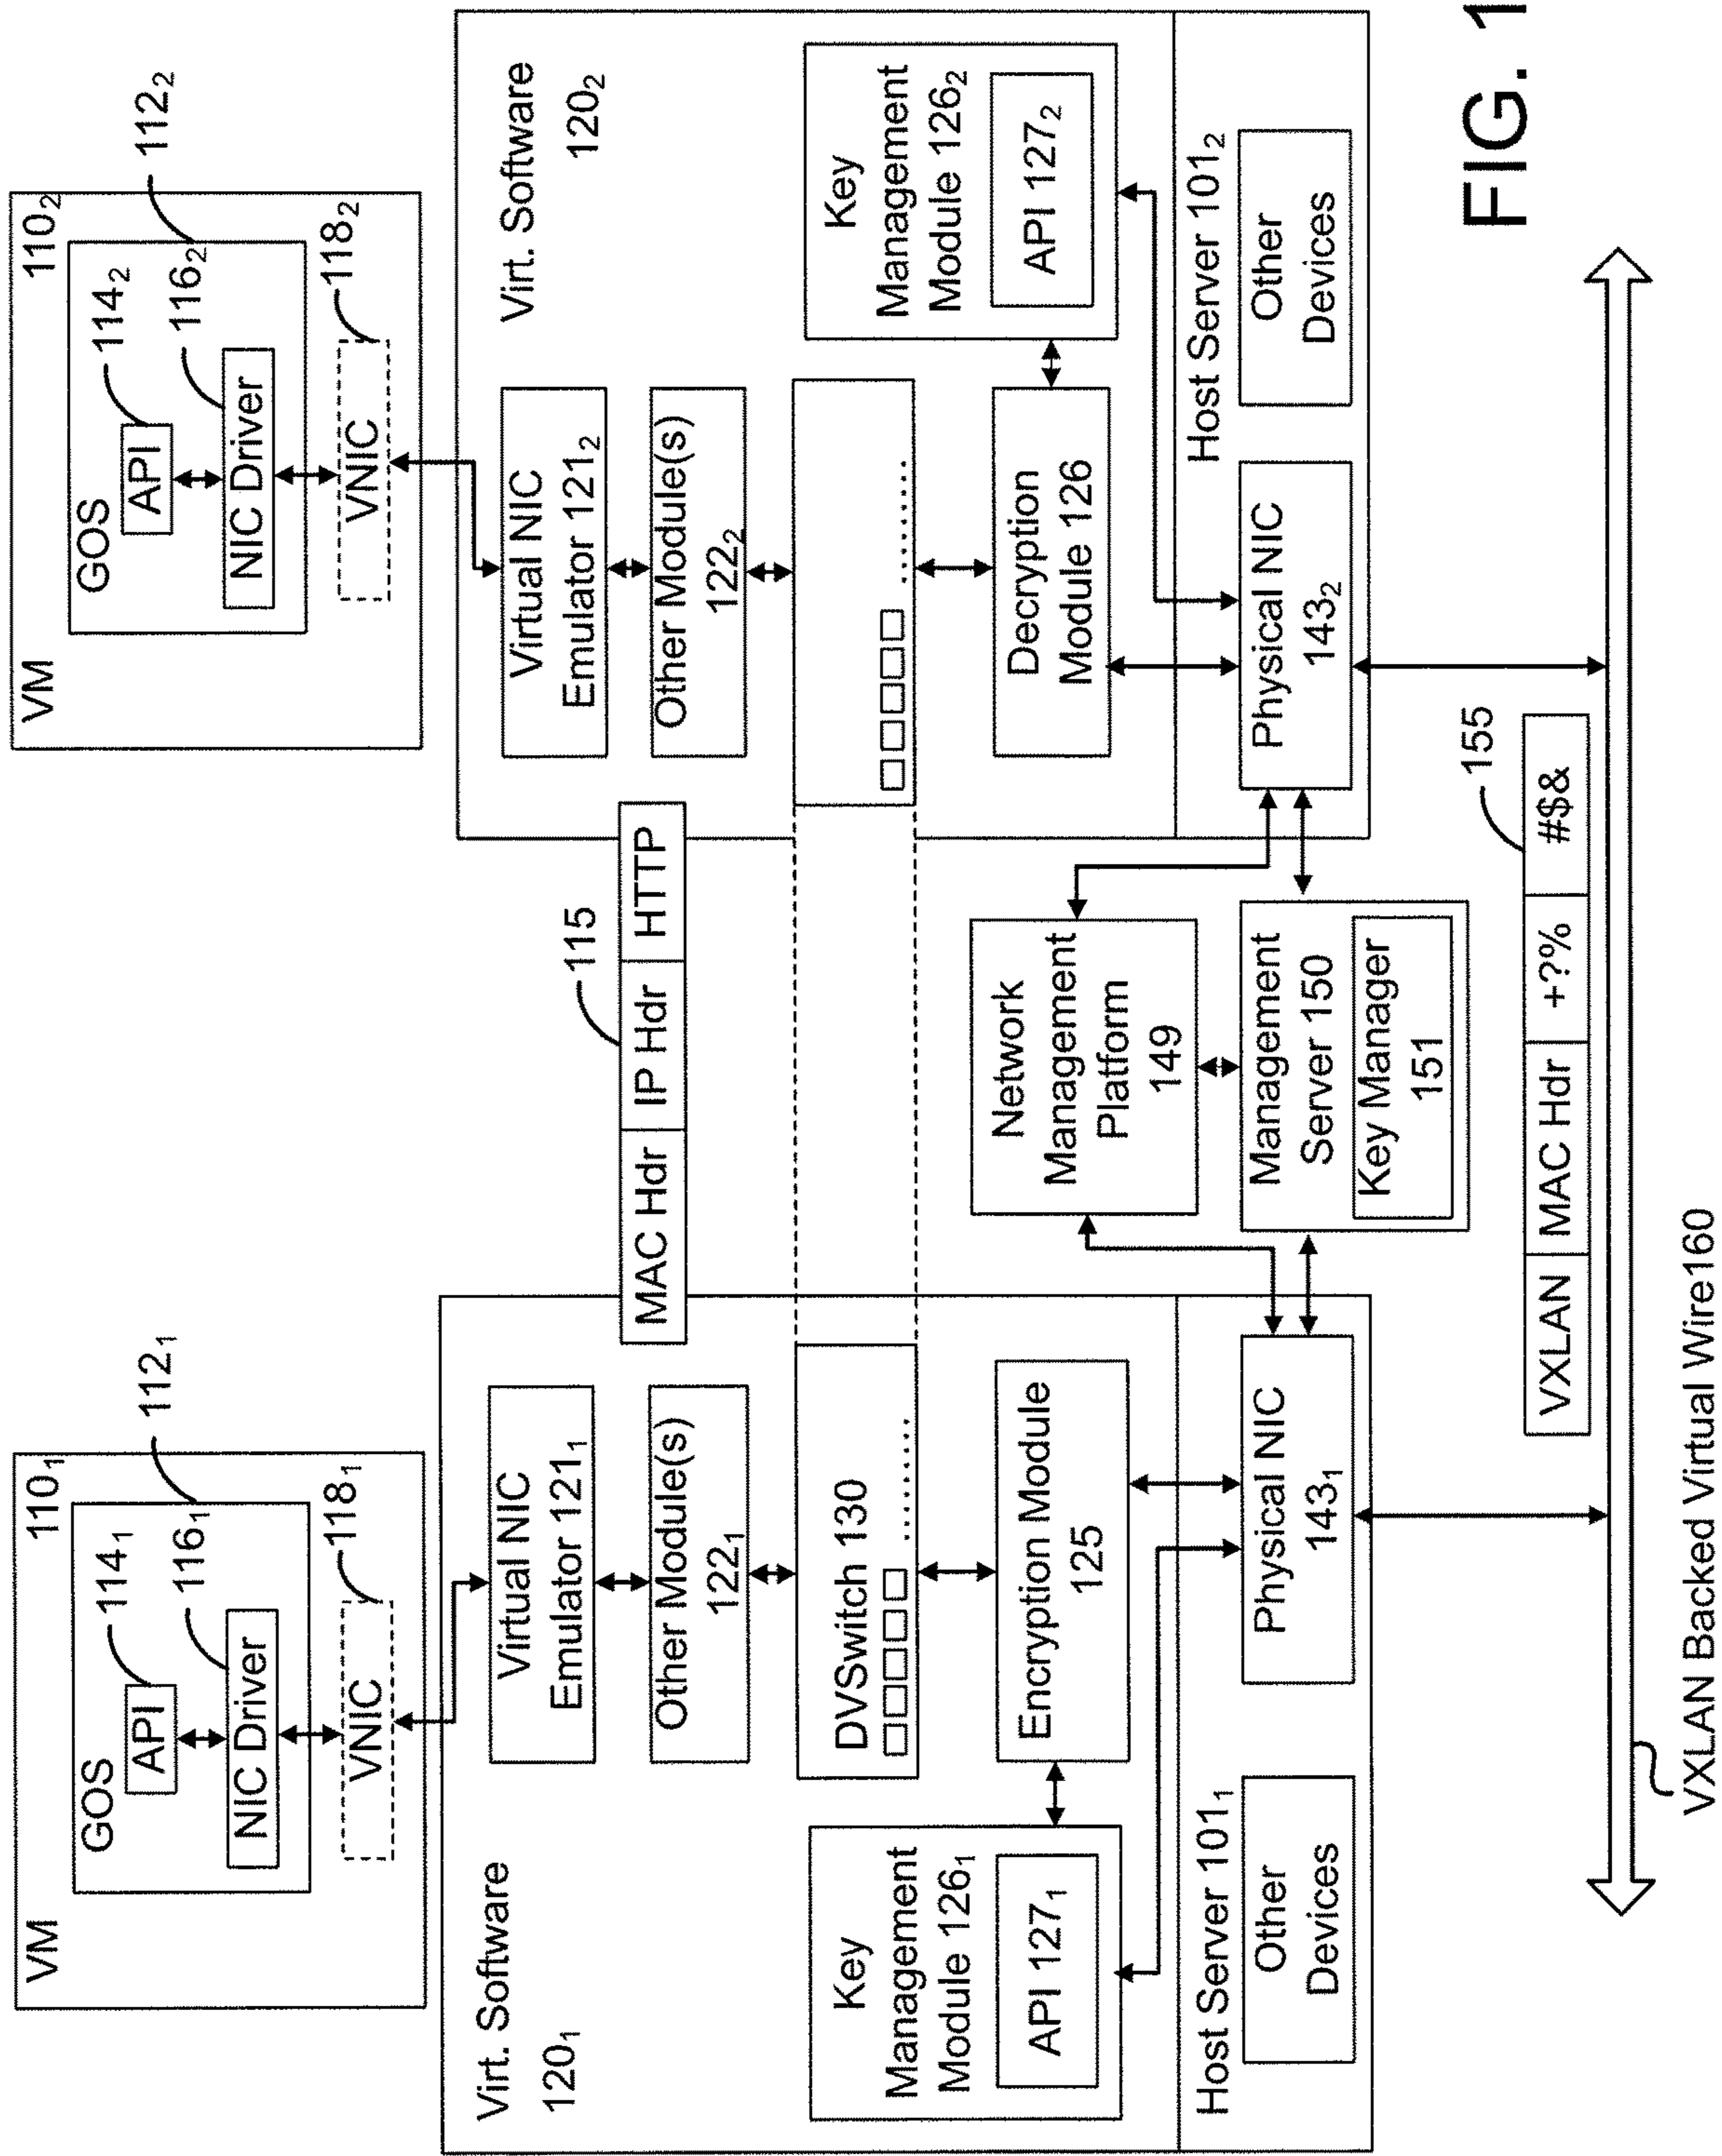 VM
110₁
GOS
112₁
API
114₁
NIC Driver
116₁
VNIC
118₁
Virt. Software
120₁
Virtual NIC
Emulator 121₁
Other Module(s)
122₁
DVSwitch 130
.........
Key
Management
Module 126₁
API 127₁
Encryption Module
125
Host Server 101₁
Other
Devices
Physical NIC
143₁
115
MAC Hdr IP Hdr HTTP
Network
Management
Platform
149
Management
Server 150
Key Manager
151
VM
110₂
GOS
112₂
API
114₂
NIC Driver
116₂
VNIC
118₂
Virt. Software
120₂
Virtual NIC
Emulator 121₂
Other Module(s)
122₂
.........
Decryption
Module 126
Key
Management
Module 126₂
API 127₂
Host Server 101₂
Physical NIC
143₂
Other
Devices
155
VXLAN MAC Hdr +?% #$&
VXLAN Backed Virtual Wire160
FIG. 1